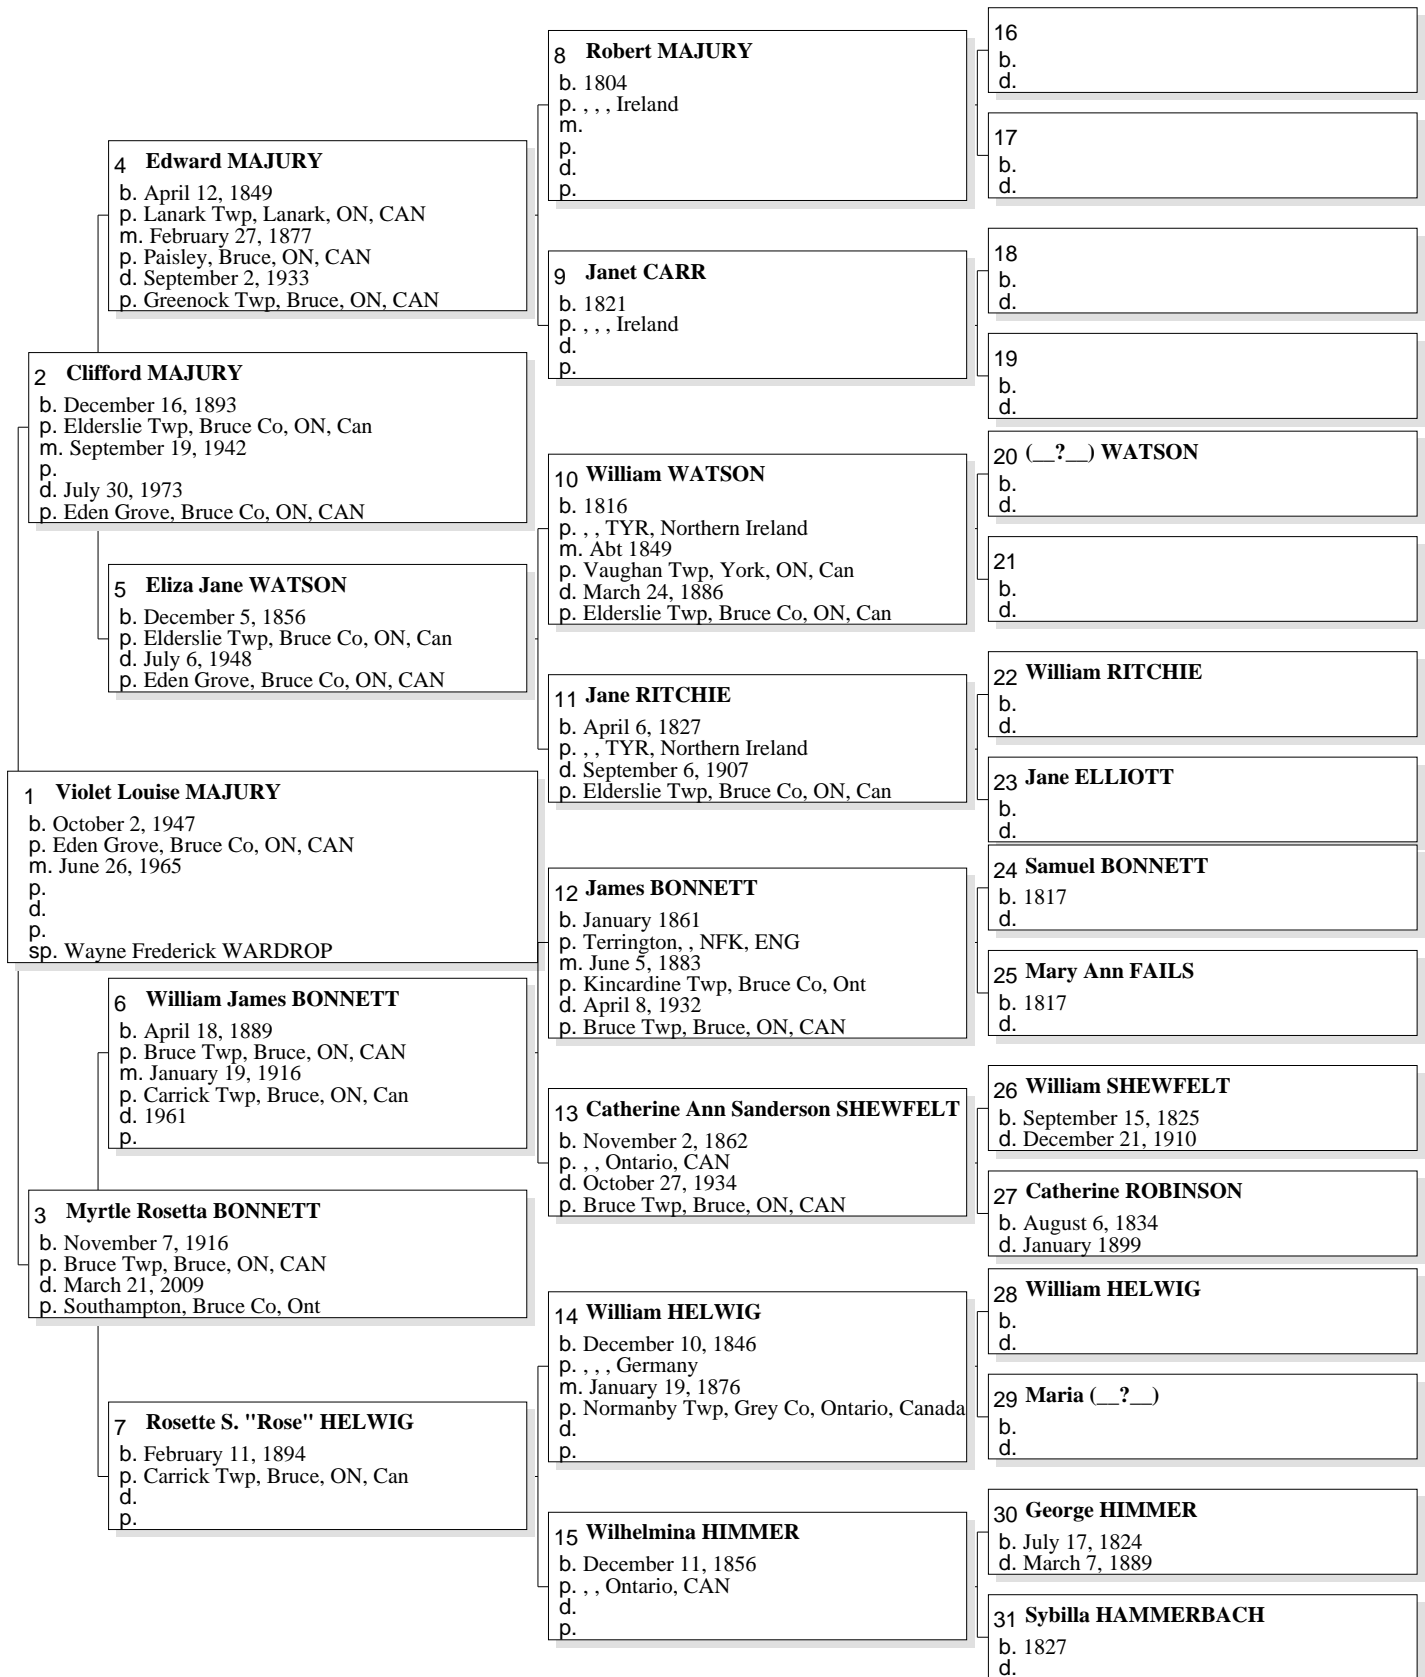 1 Violet Louise MAJURY
b. October 2, 1947
p. Eden Grove, Bruce Co, ON, CAN
m. June 26, 1965
p.
d.
p.
sp. Wayne Frederick WARDROP
2 Clifford MAJURY
b. December 16, 1893
p. Elderslie Twp, Bruce Co, ON, Can
m. September 19, 1942
p.
d. July 30, 1973
p. Eden Grove, Bruce Co, ON, CAN
3 Myrtle Rosetta BONNETT
b. November 7, 1916
p. Bruce Twp, Bruce, ON, CAN
d. March 21, 2009
p. Southampton, Bruce Co, Ont
4 Edward MAJURY
b. April 12, 1849
p. Lanark Twp, Lanark, ON, CAN
m. February 27, 1877
p. Paisley, Bruce, ON, CAN
d. September 2, 1933
p. Greenock Twp, Bruce, ON, CAN
5 Eliza Jane WATSON
b. December 5, 1856
p. Elderslie Twp, Bruce Co, ON, Can
d. July 6, 1948
p. Eden Grove, Bruce Co, ON, CAN
6 William James BONNETT
b. April 18, 1889
p. Bruce Twp, Bruce, ON, CAN
m. January 19, 1916
p. Carrick Twp, Bruce, ON, Can
d. 1961
p.
7 Rosette S. "Rose" HELWIG
b. February 11, 1894
p. Carrick Twp, Bruce, ON, Can
d.
p.
8 Robert MAJURY
b. 1804
p. , , , Ireland
m.
p.
d.
p.
9 Janet CARR
b. 1821
p. , , , Ireland
d.
p.
10 William WATSON
b. 1816
p. , , TYR, Northern Ireland
m. Abt 1849
p. Vaughan Twp, York, ON, Can
d. March 24, 1886
p. Elderslie Twp, Bruce Co, ON, Can
11 Jane RITCHIE
b. April 6, 1827
p. , , TYR, Northern Ireland
d. September 6, 1907
p. Elderslie Twp, Bruce Co, ON, Can
12 James BONNETT
b. January 1861
p. Terrington, , NFK, ENG
m. June 5, 1883
p. Kincardine Twp, Bruce Co, Ont
d. April 8, 1932
p. Bruce Twp, Bruce, ON, CAN
13 Catherine Ann Sanderson SHEWFELT
b. November 2, 1862
p. , , Ontario, CAN
d. October 27, 1934
p. Bruce Twp, Bruce, ON, CAN
14 William HELWIG
b. December 10, 1846
p. , , , Germany
m. January 19, 1876
p. Normanby Twp, Grey Co, Ontario, Canada
d.
p.
15 Wilhelmina HIMMER
b. December 11, 1856
p. , , Ontario, CAN
d.
p.
16
b.
d.
17
b.
d.
18
b.
d.
19
b.
d.
20 (__?__) WATSON
b.
d.
21
b.
d.
22 William RITCHIE
b.
d.
23 Jane ELLIOTT
b.
d.
24 Samuel BONNETT
b. 1817
d.
25 Mary Ann FAILS
b. 1817
d.
26 William SHEWFELT
b. September 15, 1825
d. December 21, 1910
27 Catherine ROBINSON
b. August 6, 1834
d. January 1899
28 William HELWIG
b.
d.
29 Maria (__?__)
b.
d.
30 George HIMMER
b. July 17, 1824
d. March 7, 1889
31 Sybilla HAMMERBACH
b. 1827
d.